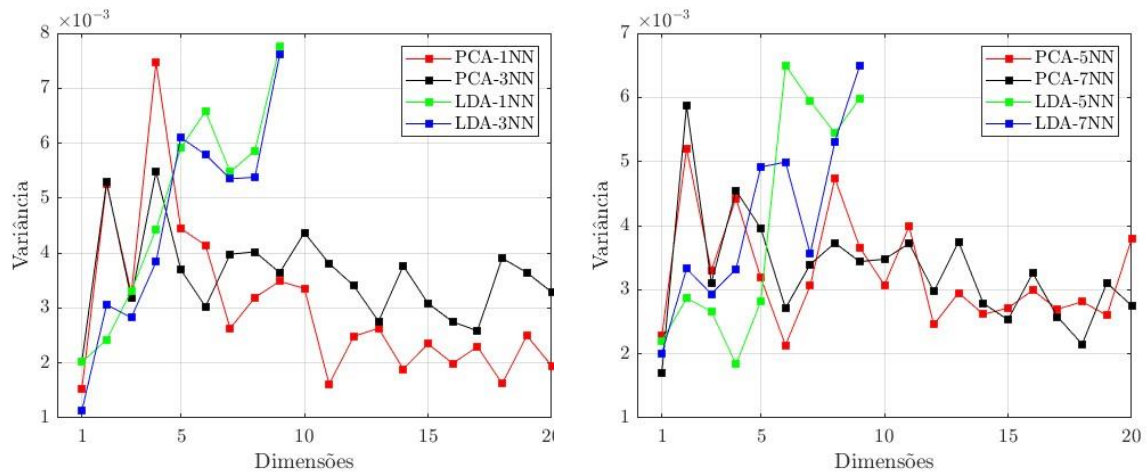 ×10⁻³
8
7
6
5
4
3
2
1
Variância
1 5 10 15 20
Dimensões
PCA-1NN
PCA-3NN
LDA-1NN
LDA-3NN
×10⁻³
7
6
5
4
3
2
1
Variância
1 5 10 15 20
Dimensões
PCA-5NN
PCA-7NN
LDA-5NN
LDA-7NN